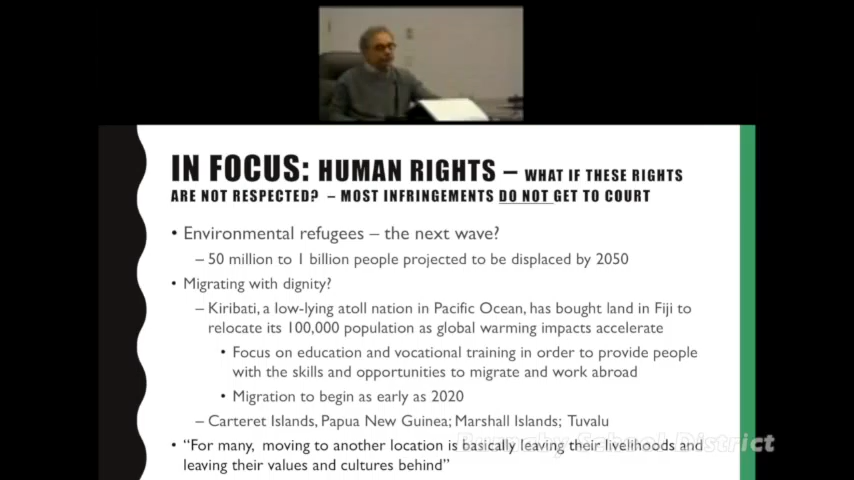 IN FOCUS: HUMAN RIGHTS – WHAT IF THESE RIGHTS
ARE NOT RESPECTED? – MOST INFRINGEMENTS DO NOT GET TO COURT
• Environmental refugees – the next wave?
– 50 million to 1 billion people projected to be displaced by 2050
• Migrating with dignity?
– Kiribati, a low-lying atoll nation in Pacific Ocean, has bought land in Fiji to
relocate its 100,000 population as global warming impacts accelerate
• Focus on education and vocational training in order to provide people
with the skills and opportunities to migrate and work abroad
• Migration to begin as early as 2020
– Carteret Islands, Papua New Guinea; Marshall Islands; Tuvalu
• “For many, moving to another location is basically leaving their livelihoods and
leaving their values and cultures behind”
School District